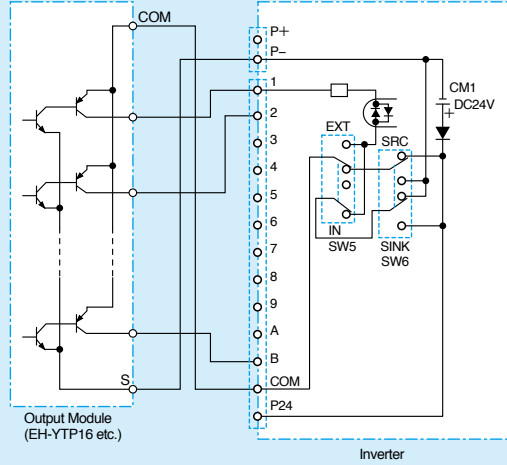 COM
P+
P−
1
2
3
4
5
6
7
8
9
A
B
COM
P24
S
EXT
IN
SW5
SRC
SINK
SW6
CM1
+
DC24V
Output Module
(EH-YTP16 etc.)
Inverter